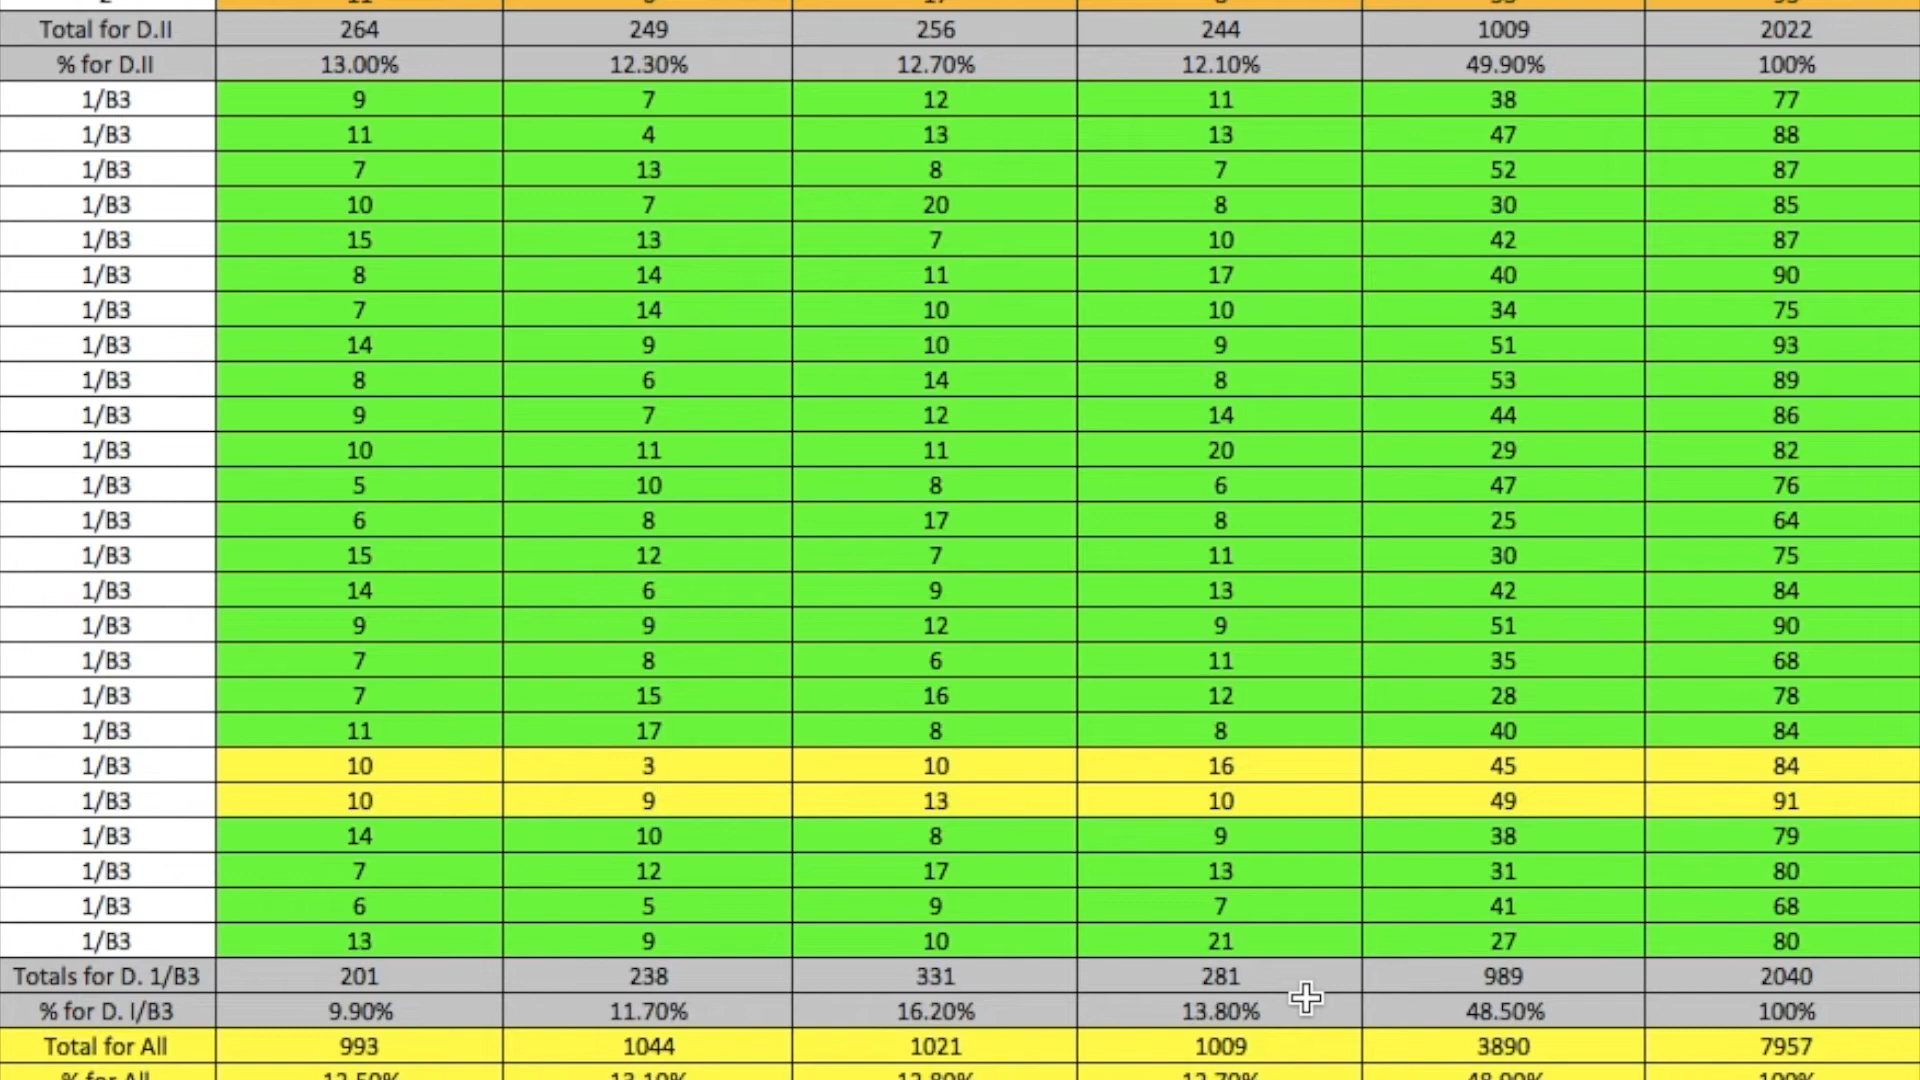 Total for D.II 264 249 256 244 1009 2022
% for D.II 13.00% 12.30% 12.70% 12.10% 49.90% 100%
1/B3 9 7 12 11 38 77
1/B3 11 4 13 13 47 88
1/B3 7 13 8 7 52 87
1/B3 10 7 20 8 30 85
1/B3 15 13 7 10 42 87
1/B3 8 14 11 17 40 90
1/B3 7 14 10 10 34 75
1/B3 14 9 10 9 51 93
1/B3 8 6 14 8 53 89
1/B3 9 7 12 14 44 86
1/B3 10 11 11 20 29 82
1/B3 5 10 8 6 47 76
1/B3 6 8 17 8 25 64
1/B3 15 12 7 11 30 75
1/B3 14 6 9 13 42 84
1/B3 9 9 12 9 51 90
1/B3 7 8 6 11 35 68
1/B3 7 15 16 12 28 78
1/B3 11 17 8 8 40 84
1/B3 10 3 10 16 45 84
1/B3 10 9 13 10 49 91
1/B3 14 10 8 9 38 79
1/B3 7 12 17 13 31 80
1/B3 6 5 9 7 41 68
1/B3 13 9 10 21 27 80
Totals for D. 1/B3 201 238 331 281 989 2040
% for D. I/B3 9.90% 11.70% 16.20% 13.80% 48.50% 100%
Total for All 993 1044 1021 1009 3890 7957